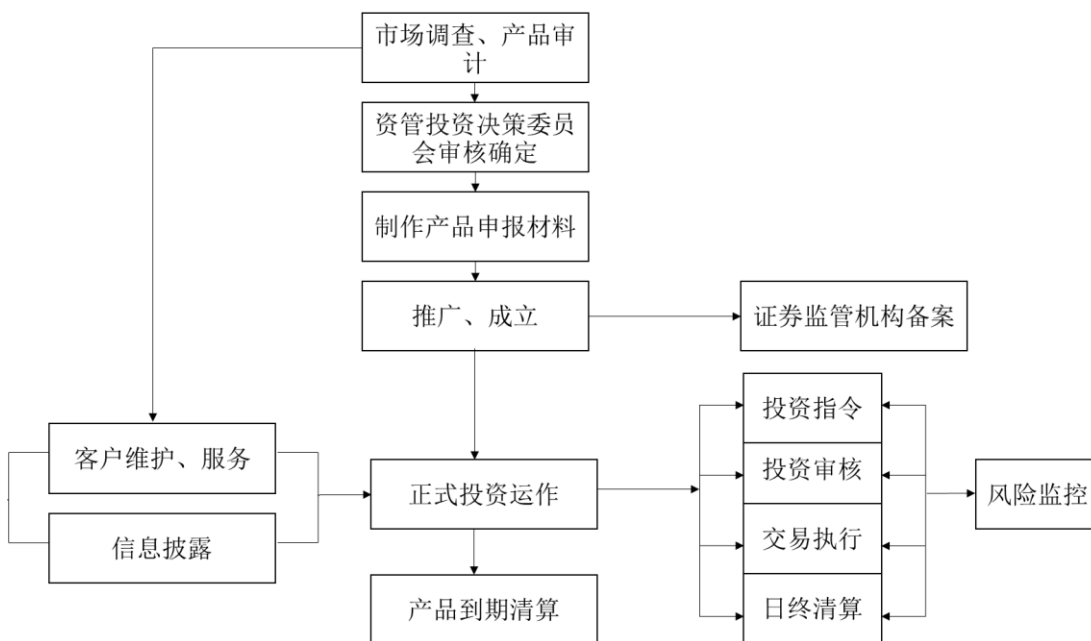 市场调查、产品审
计
资管投资决策委员
会审核确定
制作产品申报材料
推广、成立
证券监管机构备案
客户维护、服务
信息披露
正式投资运作
产品到期清算
投资指令
投资审核
交易执行
日终清算
风险监控